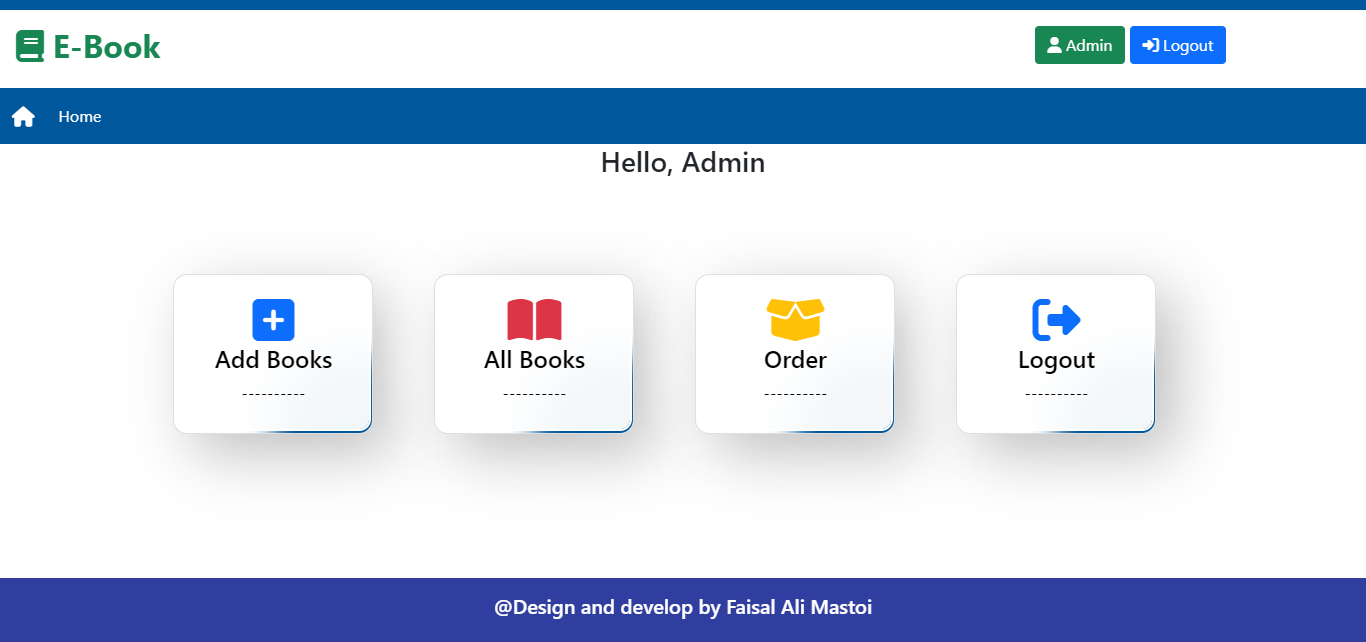 E-Book
Admin
Logout
Home
Hello, Admin
Add Books
----------
All Books
----------
Order
----------
Logout
----------
@Design and develop by Faisal Ali Mastoi